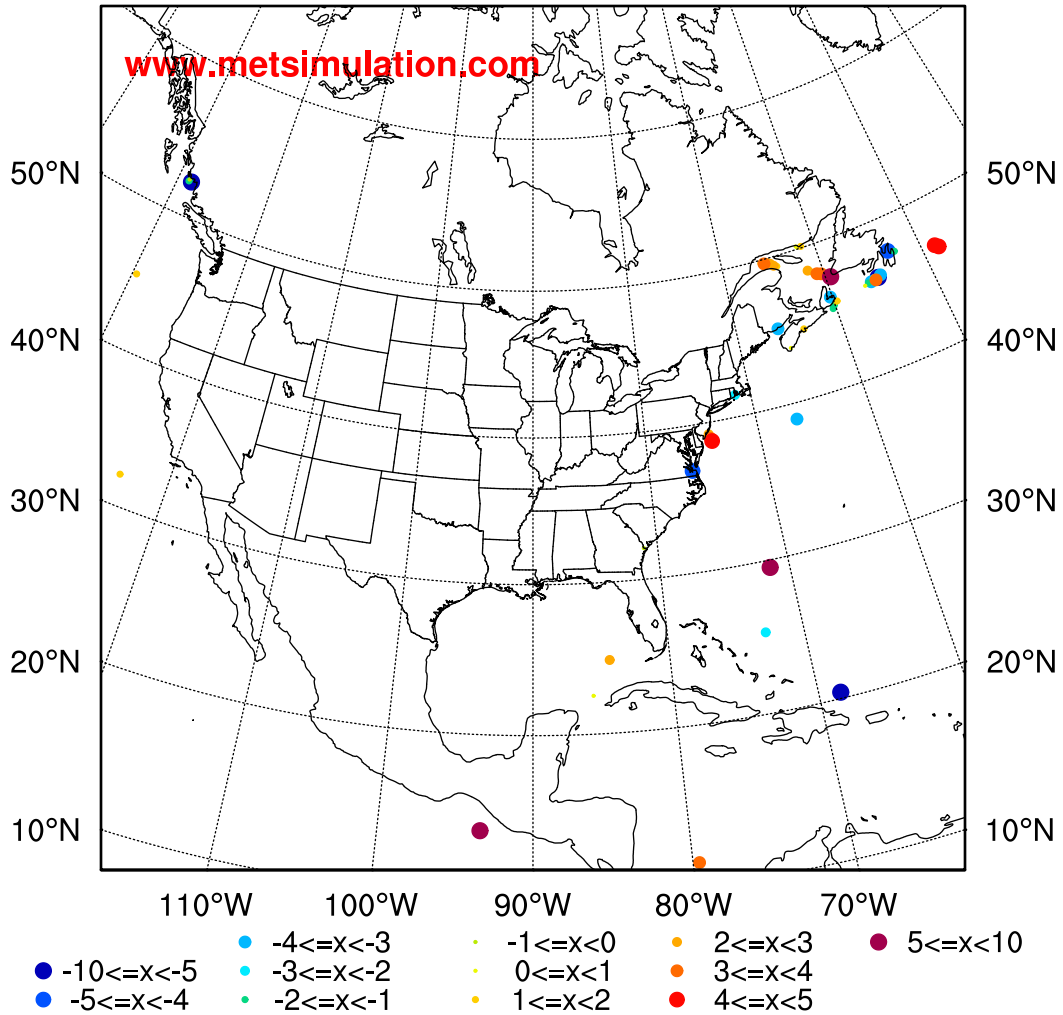 www.metsimulation.com
50°N 50°N
40°N 40°N
30°N 30°N
20°N 20°N
10°N 10°N
110°W 100°W 90°W 80°W 70°W
-4<=x<-3 -1<=x<0 2<=x<3 5<=x<10
-10<=x<-5 -3<=x<-2 0<=x<1 3<=x<4
-5<=x<-4 -2<=x<-1 1<=x<2 4<=x<5